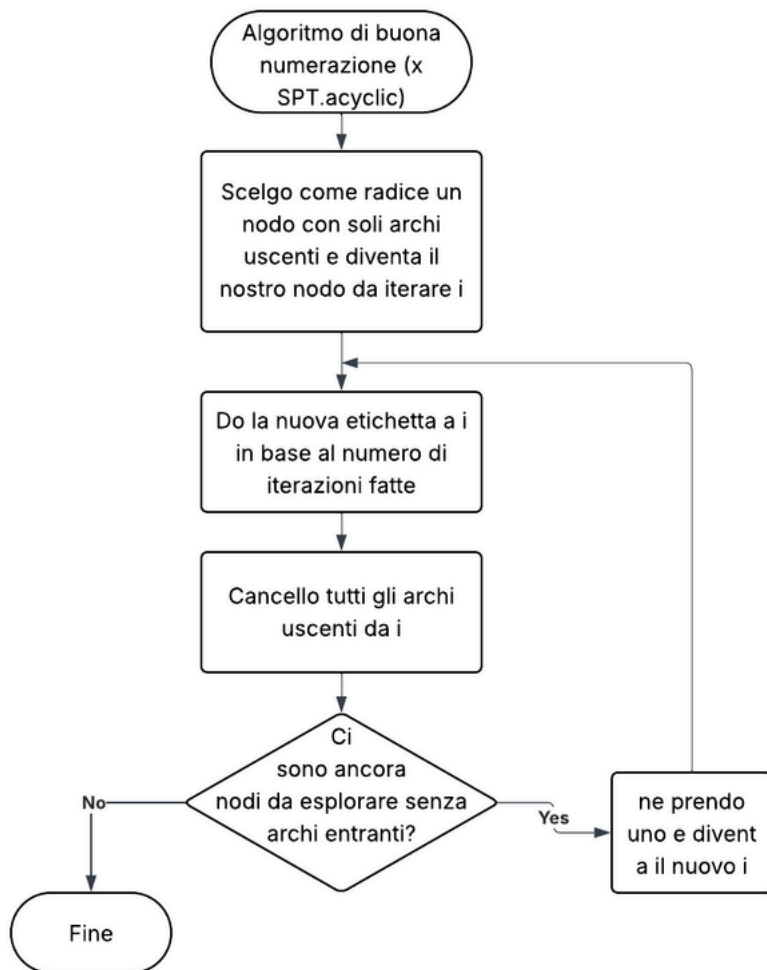 Algoritmo di buona
numerazione (x
SPT.acyclic)
Scelgo come radice un
nodo con soli archi
uscenti e diventa il
nostro nodo da iterare i
Do la nuova etichetta a i
in base al numero di
iterazioni fatte
Cancello tutti gli archi
uscenti da i
Ci
sono ancora
nodi da esplorare senza
archi entranti?
No
Yes
ne prendo
uno e divent
a il nuovo i
Fine